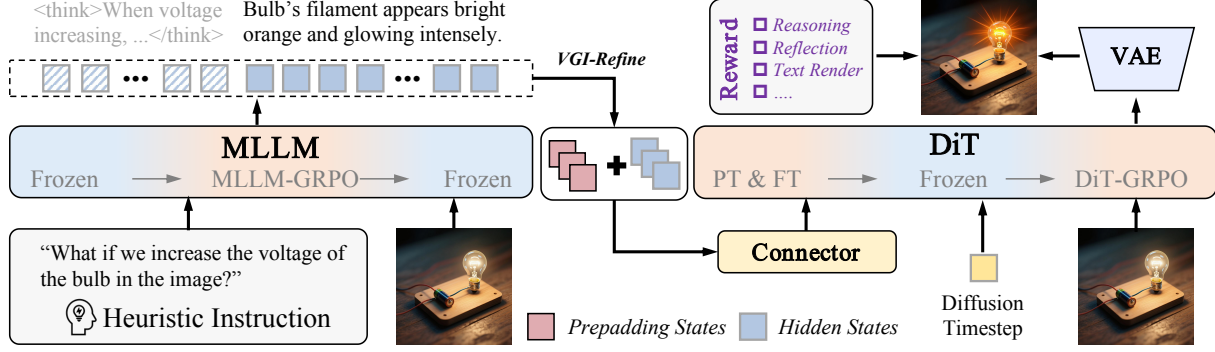 <think>When voltage
increasing, ...</think>
Bulb's filament appears bright
orange and glowing intensely.
VGI-Refine
Reward
Reasoning
Reflection
Text Render
....
VAE
MLLM
Frozen
MLLM-GRPO
Frozen
DiT
PT & FT
Frozen
DiT-GRPO
"What if we increase the voltage of
the bulb in the image?"
Heuristic Instruction
Connector
Prepadding States
Hidden States
Diffusion
Timestep